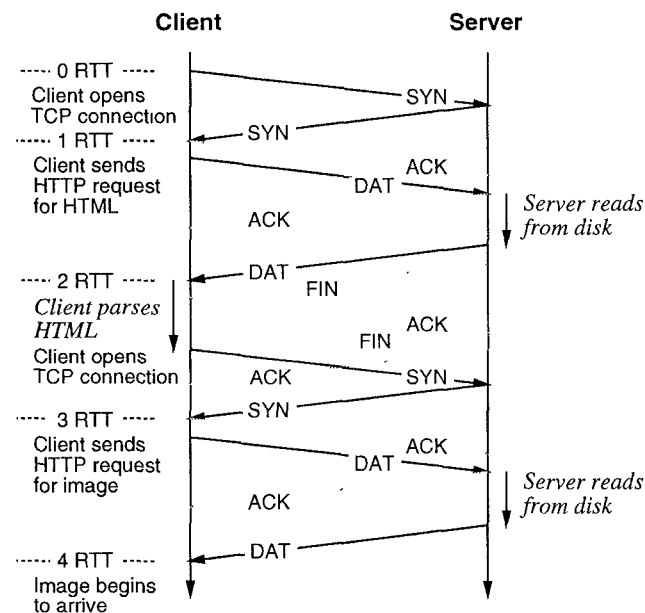 Client Server
----- 0 RTT -----
Client opens
TCP connection
SYN
SYN
----- 1 RTT -----
Client sends
HTTP request
for HTML
ACK
DAT
Server reads
from disk
ACK
DAT
----- 2 RTT -----
FIN
Client parses
HTML
ACK
FIN
Client opens
TCP connection
ACK
SYN
SYN
----- 3 RTT -----
Client sends
HTTP request
for image
ACK
DAT
Server reads
from disk
ACK
DAT
----- 4 RTT -----
Image begins
to arrive